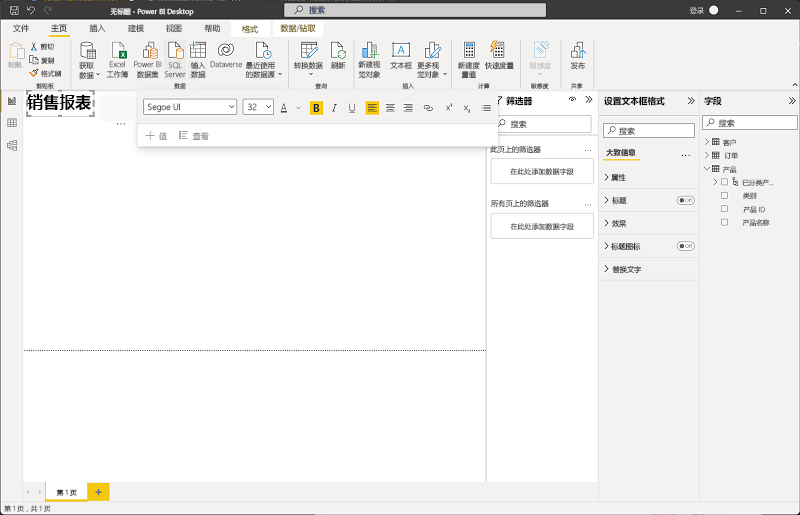 无标题 - Power BI Desktop
搜索
登录
文件 主页 插入 建模 视图 帮助 格式 数据/钻取
粘贴
剪切
复制
格式刷
获取数据
Excel 工作簿
Power BI 数据集
SQL Server
输入数据
Dataverse
最近使用的数据源
转换数据
刷新
新建视觉对象
文本框
更多视觉对象
新建度量值
快速度量
敏感度
发布
剪贴板 数据 查询 插入 计算 敏感度 共享
销售报表
Segoe UI
32
A
B
I
U
+ 值
查看
筛选器
搜索
此页上的筛选器
在此处添加数据字段
所有页上的筛选器
在此处添加数据字段
设置文本框格式
搜索
大致信息
属性
标题 Off
效果
标题图标 Off
替换文字
字段
搜索
客户
订单
产品
已分类产...
类别
产品 ID
产品名称
第 1 页
第 1 页，共 1 页